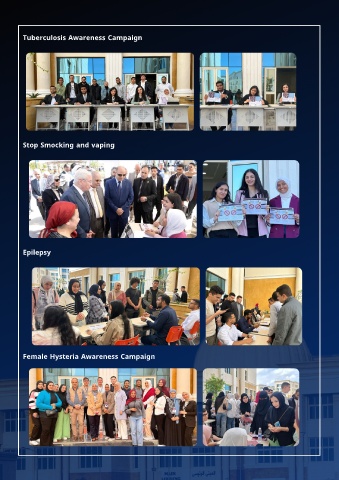 Tuberculosis Awareness Campaign
Stop Smocking and vaping
Epilepsy
Female Hysteria Awareness Campaign